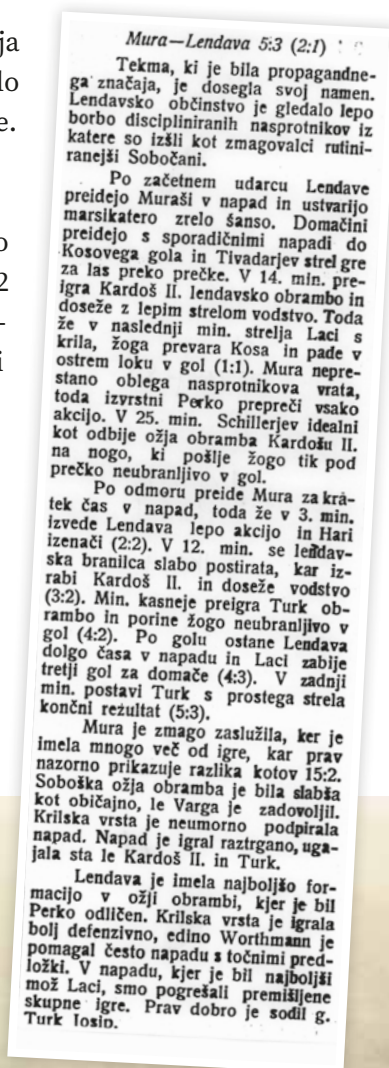 ja
lo
e.
o
2
-
i
Mura—Lendava 5:3 (2:1)
Tekma, ki je bila propagandne-
ga značaja, je dosegla svoj namen.
Lendavsko občinstvo je gledalo lepo
borbo discipliniranih nasprotnikov iz
katere so izšli kot zmagovalci rutini-
ranejši Sobočani.
Po začetnem udarcu Lendave
preidejo Muraši v napad in ustvarijo
marsikatero zrelo šanso. Domačini
preidejo s sporadičnimi napadi do
Kosovega gola in Tivadarjev strel gre
za las preko prečke. V 14. min. pre-
igra Kardoš II. lendavsko obrambo in
doseže z lepim strelom vodstvo. Toda
že v naslednji min. strelja Laci s
krila, žoga prevara Kosa in pade v
ostrem loku v gol (1:1). Mura nepre-
stano oblega nasprotnikova vrata,
toda izvrstni Perko prepreči vsako
akcijo. V 25. min. Schillerjev idealni
kot odbije ožja obramba Kardošu II.
na nogo, ki pošlje žogo tik pod
prečko neubranljivo v gol.
Po odmoru preide Mura za kra-
tek čas v napad, toda že v 3. min.
izvede Lendava lepo akcijo in Hari
izenači (2:2). V 12. min. se lendav-
ska branilca slabo postirata, kar iz-
rabi Kardoš II. in doseže vodstvo
(3:2). Min. kasneje preigra Turk ob-
rambo in porine žogo neubranljivo v
gol (4:2). Po golu ostane Lendava
dolgo časa v napadu in Laci zabije
tretji gol za domače (4:3). V zadnji
min. postavi Turk s prostega strela
končni rezultat (5:3).
Mura je zmago zaslužila, ker je
imela mnogo več od igre, kar prav
nazorno prikazuje razlika kotov 15:2.
Soboška ožja obramba je bila slabša
kot običajno, le Varga je zadovoljil.
Krilska vrsta je neumorno podpirala
napad. Napad je igral raztrgano, uga-
jala sta le Kardoš II. in Turk.
Lendava je imela najboljšo for-
macijo v ožji obrambi, kjer je bil
Perko odličen. Krilska vrsta je igrala
bolj defenzivno, edino Worthmann je
pomagal često napadu s točnimi pred-
ložki. V napadu, kjer je bil najboljši
mož Laci, smo pogrešali premišljene
skupne igre. Prav dobro je sodil g.
Turk Josip.